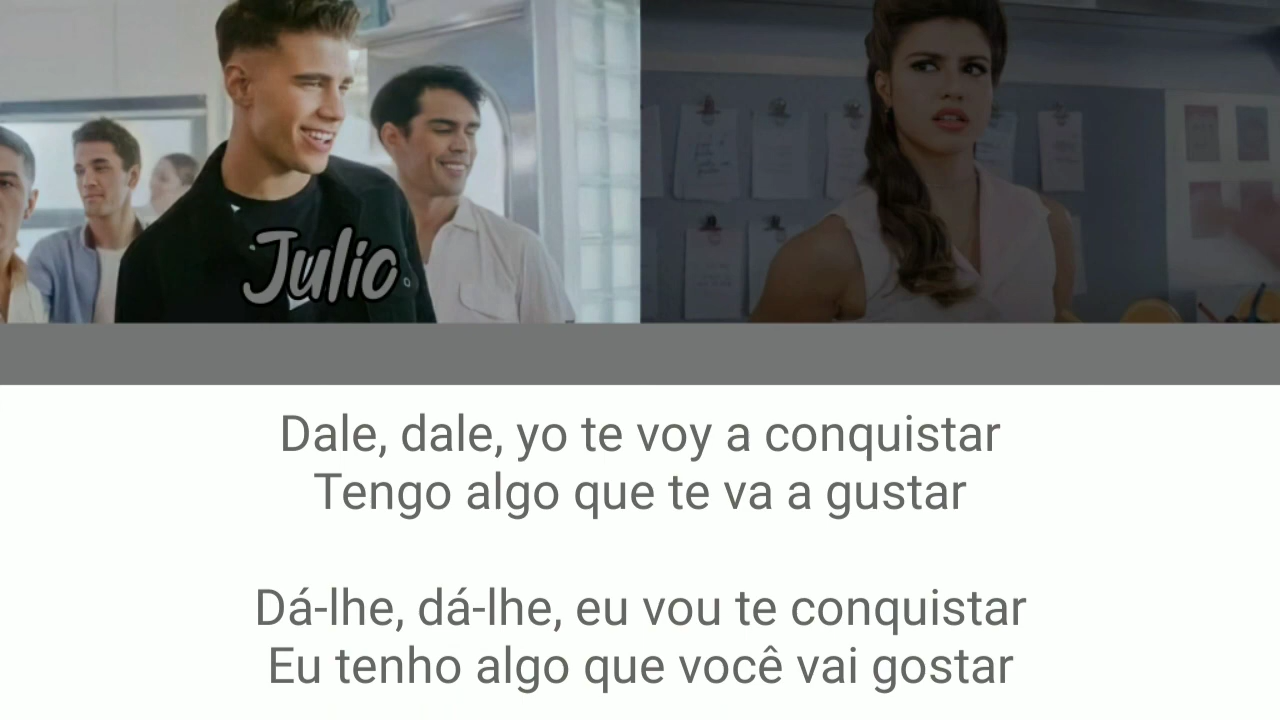 Julio
Dale, dale, yo te voy a conquistar
Tengo algo que te va a gustar
Dá-lhe, dá-lhe, eu vou te conquistar
Eu tenho algo que você vai gostar